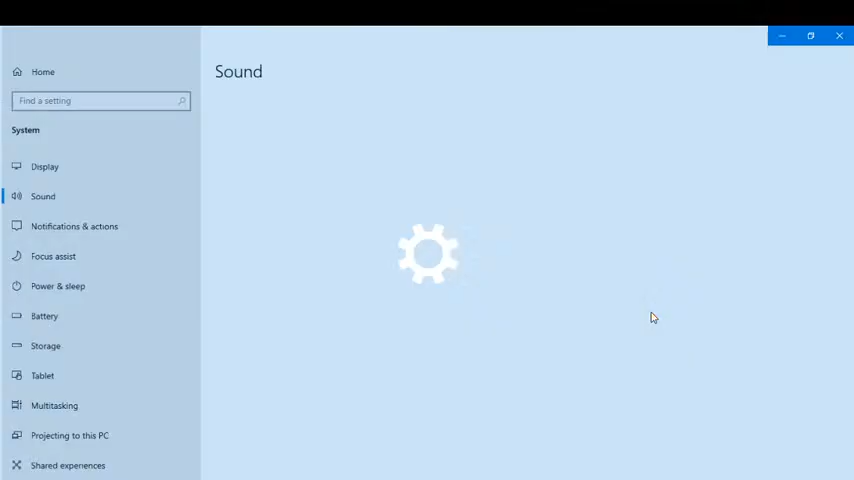 Home
Sound
Find a setting
System
Display
Sound
Notifications & actions
Focus assist
Power & sleep
Battery
Storage
Tablet
Multitasking
Projecting to this PC
Shared experiences